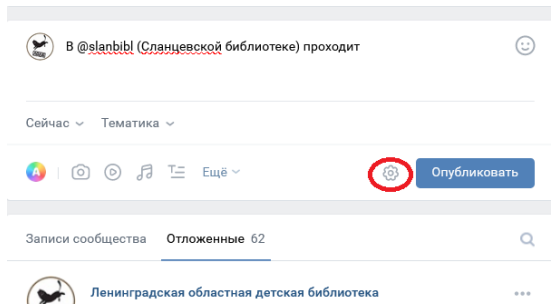 В @slanbibl (Сланцевской библиотеке) проходит
Сейчас Тематика
Ещё Опубликовать
Записи сообщества Отложенные 62
Ленинградская областная детская библиотека